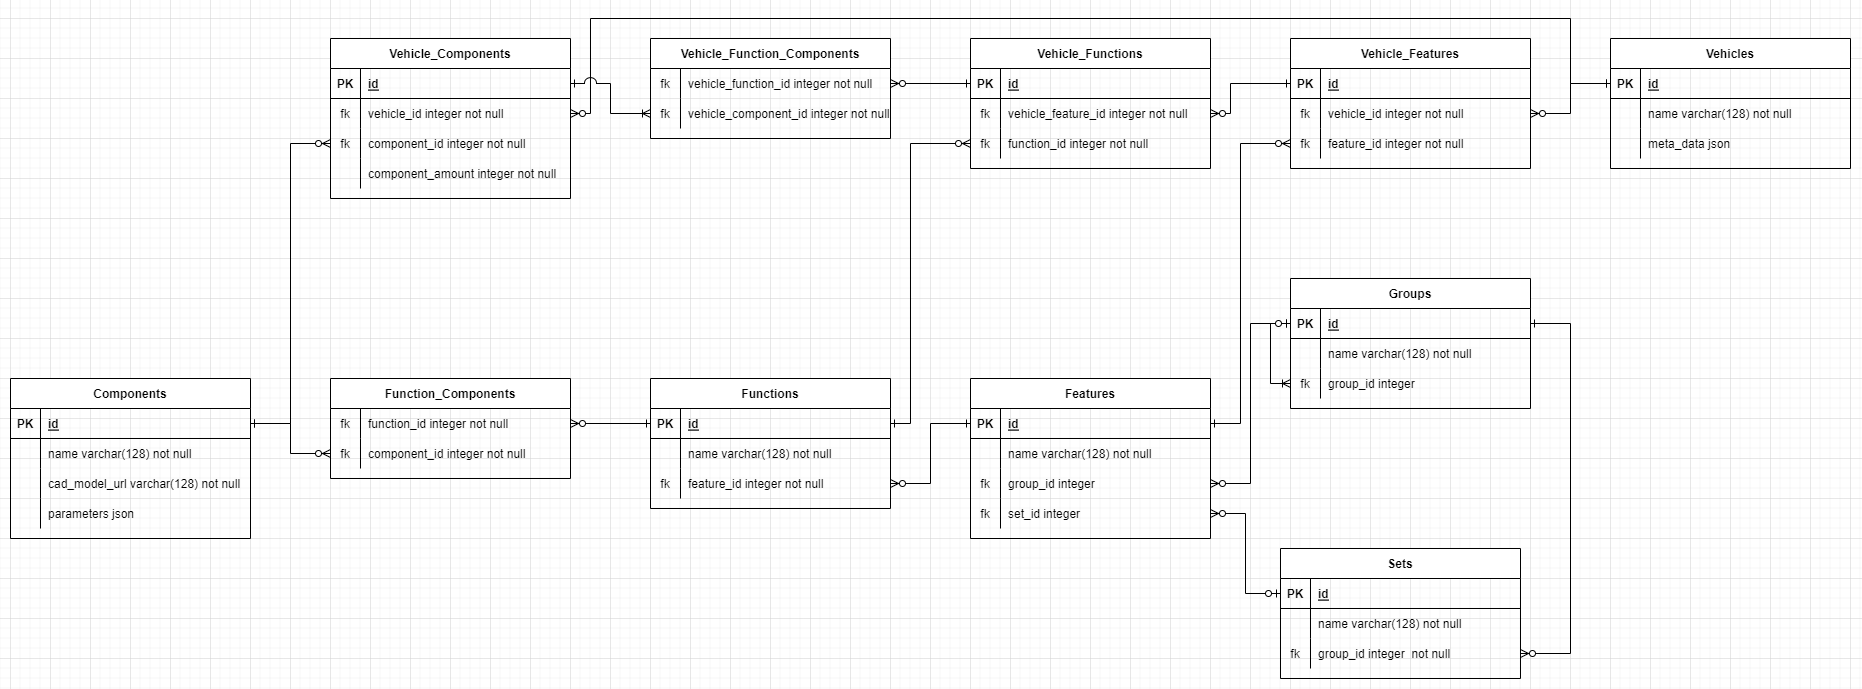 Vehicle_Components
PK id
fk vehicle_id integer not null
fk component_id integer not null
component_amount integer not null
Vehicle_Function_Components
fk vehicle_function_id integer not null
fk vehicle_component_id integer not null
Vehicle_Functions
PK id
fk vehicle_feature_id integer not null
fk function_id integer not null
Vehicle_Features
PK id
fk vehicle_id integer not null
fk feature_id integer not null
Vehicles
PK id
name varchar(128) not null
meta_data json
Groups
PK id
name varchar(128) not null
fk group_id integer
Components
PK id
name varchar(128) not null
cad_model_url varchar(128) not null
parameters json
Function_Components
fk function_id integer not null
fk component_id integer not null
Functions
PK id
name varchar(128) not null
fk feature_id integer not null
Features
PK id
name varchar(128) not null
fk group_id integer
fk set_id integer
Sets
PK id
name varchar(128) not null
fk group_id integer  not null